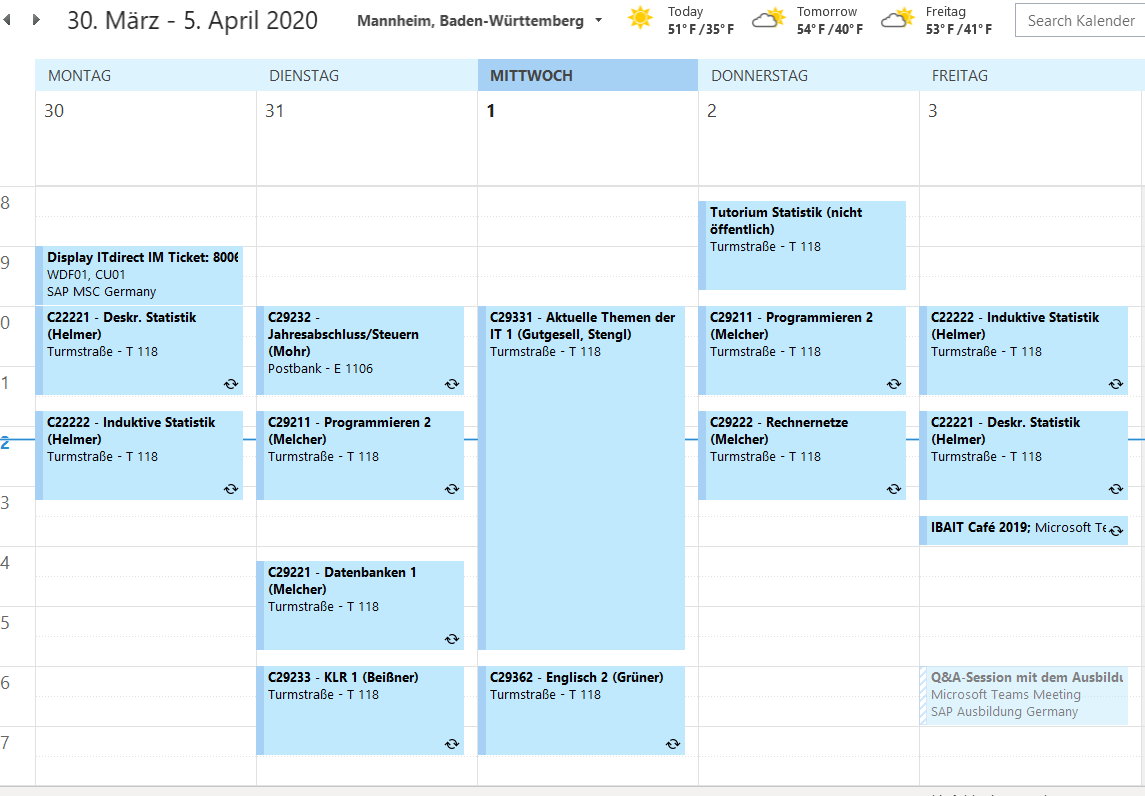 30. März - 5. April 2020
Mannheim, Baden-Württemberg
Today
51° F /35° F
Tomorrow
54° F /40° F
Freitag
53° F /41° F
Search Kalender
MONTAG
DIENSTAG
MITTWOCH
DONNERSTAG
FREITAG
30
31
1
2
3
8
9
0
1
2
3
4
5
6
7
Display ITdirect IM Ticket: 8006
WDF01, CU01
SAP MSC Germany
C22221 - Deskr. Statistik
(Helmer)
Turmstraße - T 118
C22222 - Induktive Statistik
(Helmer)
Turmstraße - T 118
C29232 -
Jahresabschluss/Steuern
(Mohr)
Postbank - E 1106
C29211 - Programmieren 2
(Melcher)
Turmstraße - T 118
C29221 - Datenbanken 1
(Melcher)
Turmstraße - T 118
C29233 - KLR 1 (Beißner)
Turmstraße - T 118
C29331 - Aktuelle Themen der
IT 1 (Gutgesell, Stengl)
Turmstraße - T 118
C29362 - Englisch 2 (Grüner)
Turmstraße - T 118
Tutorium Statistik (nicht
öffentlich)
Turmstraße - T 118
C29211 - Programmieren 2
(Melcher)
Turmstraße - T 118
C29222 - Rechnernetze
(Melcher)
Turmstraße - T 118
C22222 - Induktive Statistik
(Helmer)
Turmstraße - T 118
C22221 - Deskr. Statistik
(Helmer)
Turmstraße - T 118
IBAIT Café 2019; Microsoft Te
Q&A-Session mit dem Ausbildu
Microsoft Teams Meeting
SAP Ausbildung Germany